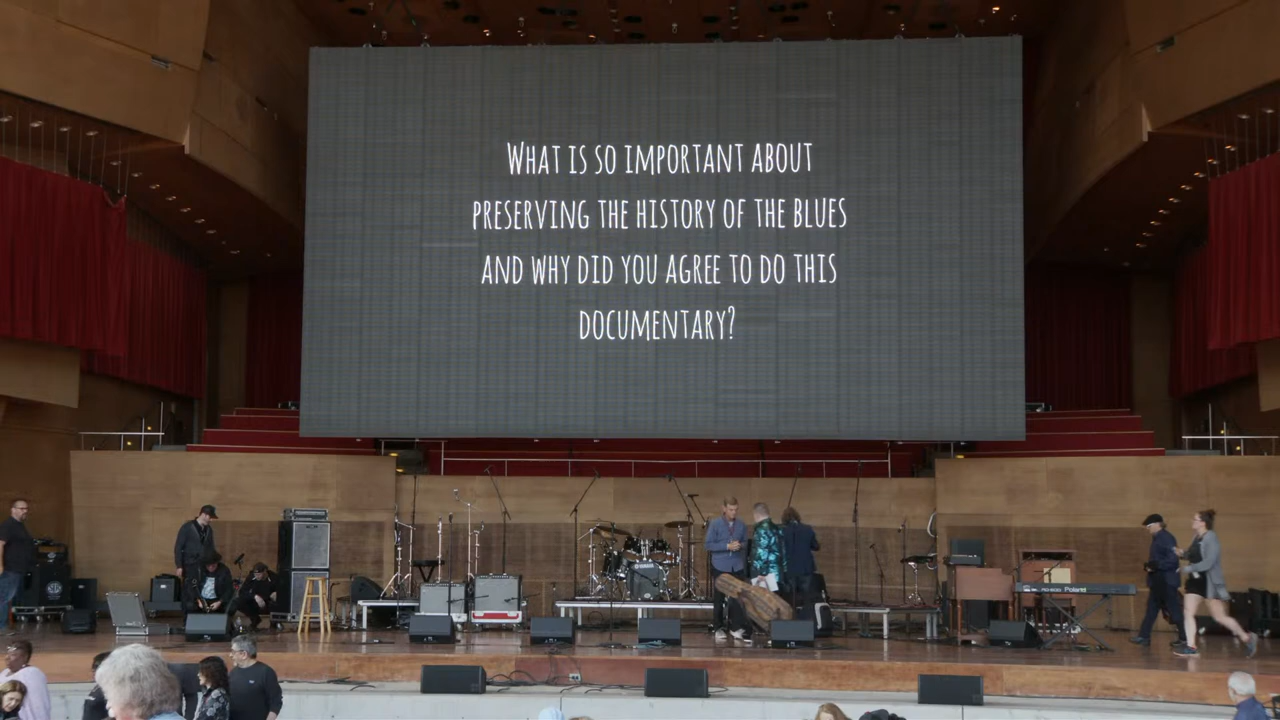 WHAT IS SO IMPORTANT ABOUT
PRESERVING THE HISTORY OF THE BLUES
AND WHY DID YOU AGREE TO DO THIS
DOCUMENTARY?
Roland